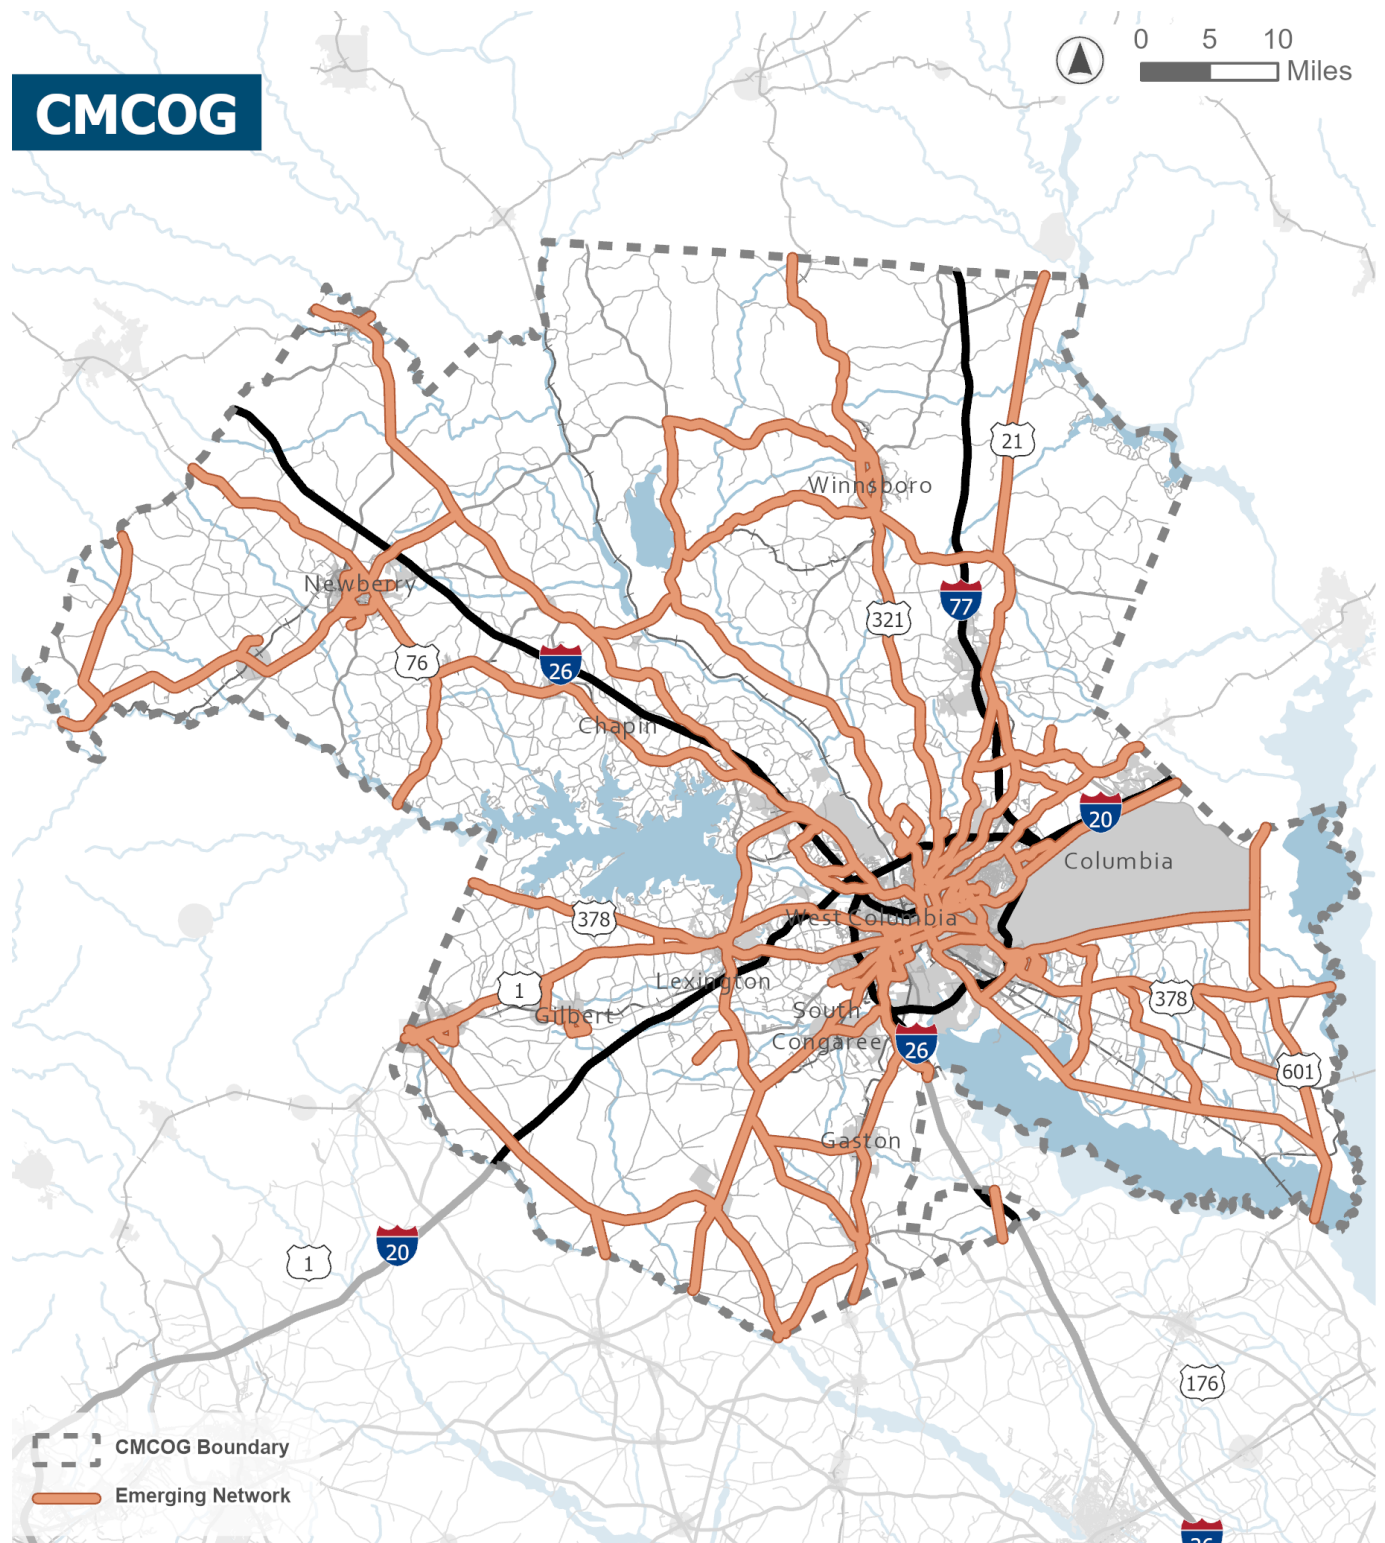 0 5 10
Miles
CMCOG
21
Winnsboro
Newberry
77
321
76
26
Chapin
20
Columbia
378
West Columbia
Lexington
1
378
Gilbert
South
Congaree
26
601
Gaston
20
1
176
CMCOG Boundary
Emerging Network
26